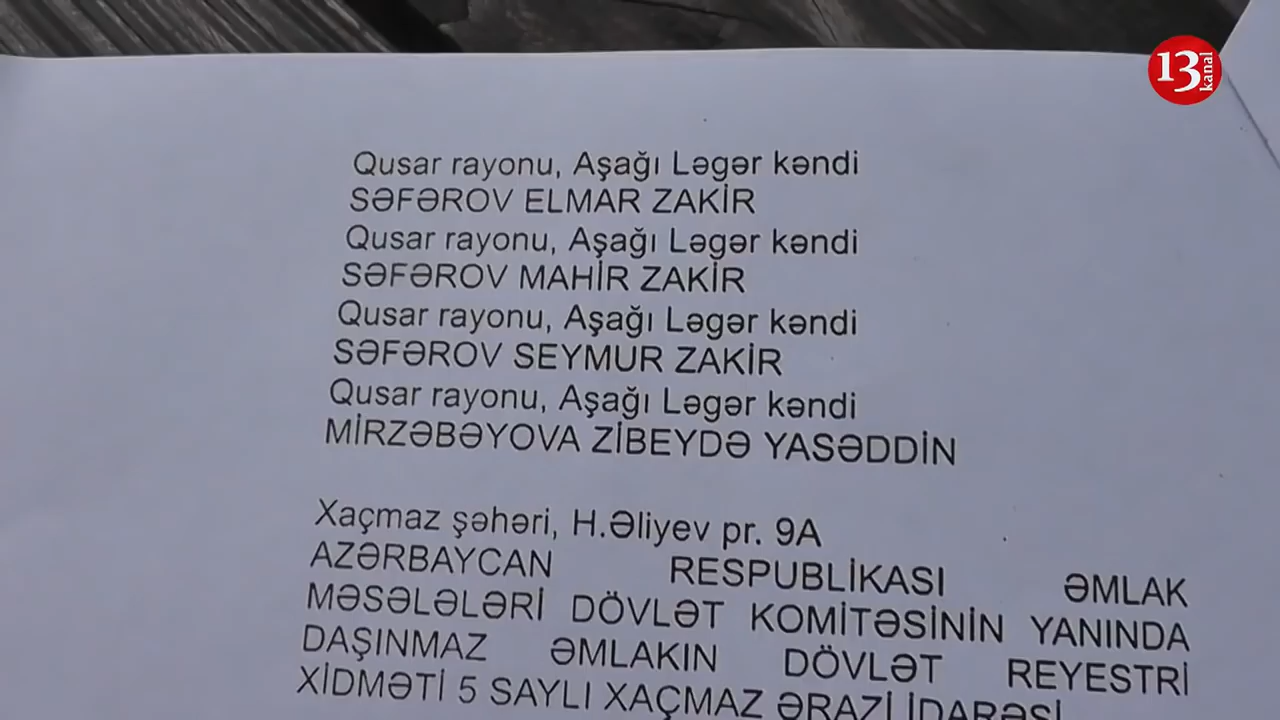 13 kanal
Qusar rayonu, Aşağı Ləgər kəndi
SƏFƏROV ELMAR ZAKİR
Qusar rayonu, Aşağı Ləgər kəndi
SƏFƏROV MAHİR ZAKİR
Qusar rayonu, Aşağı Ləgər kəndi
SƏFƏROV SEYMUR ZAKİR
Qusar rayonu, Aşağı Ləgər kəndi
MİRZƏBƏYOVA ZİBEYDƏ YASƏDDİN
Xaçmaz şəhəri, H.Əliyev pr. 9A
AZƏRBAYCAN RESPUBLİKASI ƏMLAK
MƏSƏLƏLƏRİ DÖVLƏT KOMİTƏSİNİN YANINDA
DAŞINMAZ ƏMLAKIN DÖVLƏT REYESTRİ
XİDMƏTİ 5 SAYLI XAÇMAZ ƏRAZİ İDARƏSİ